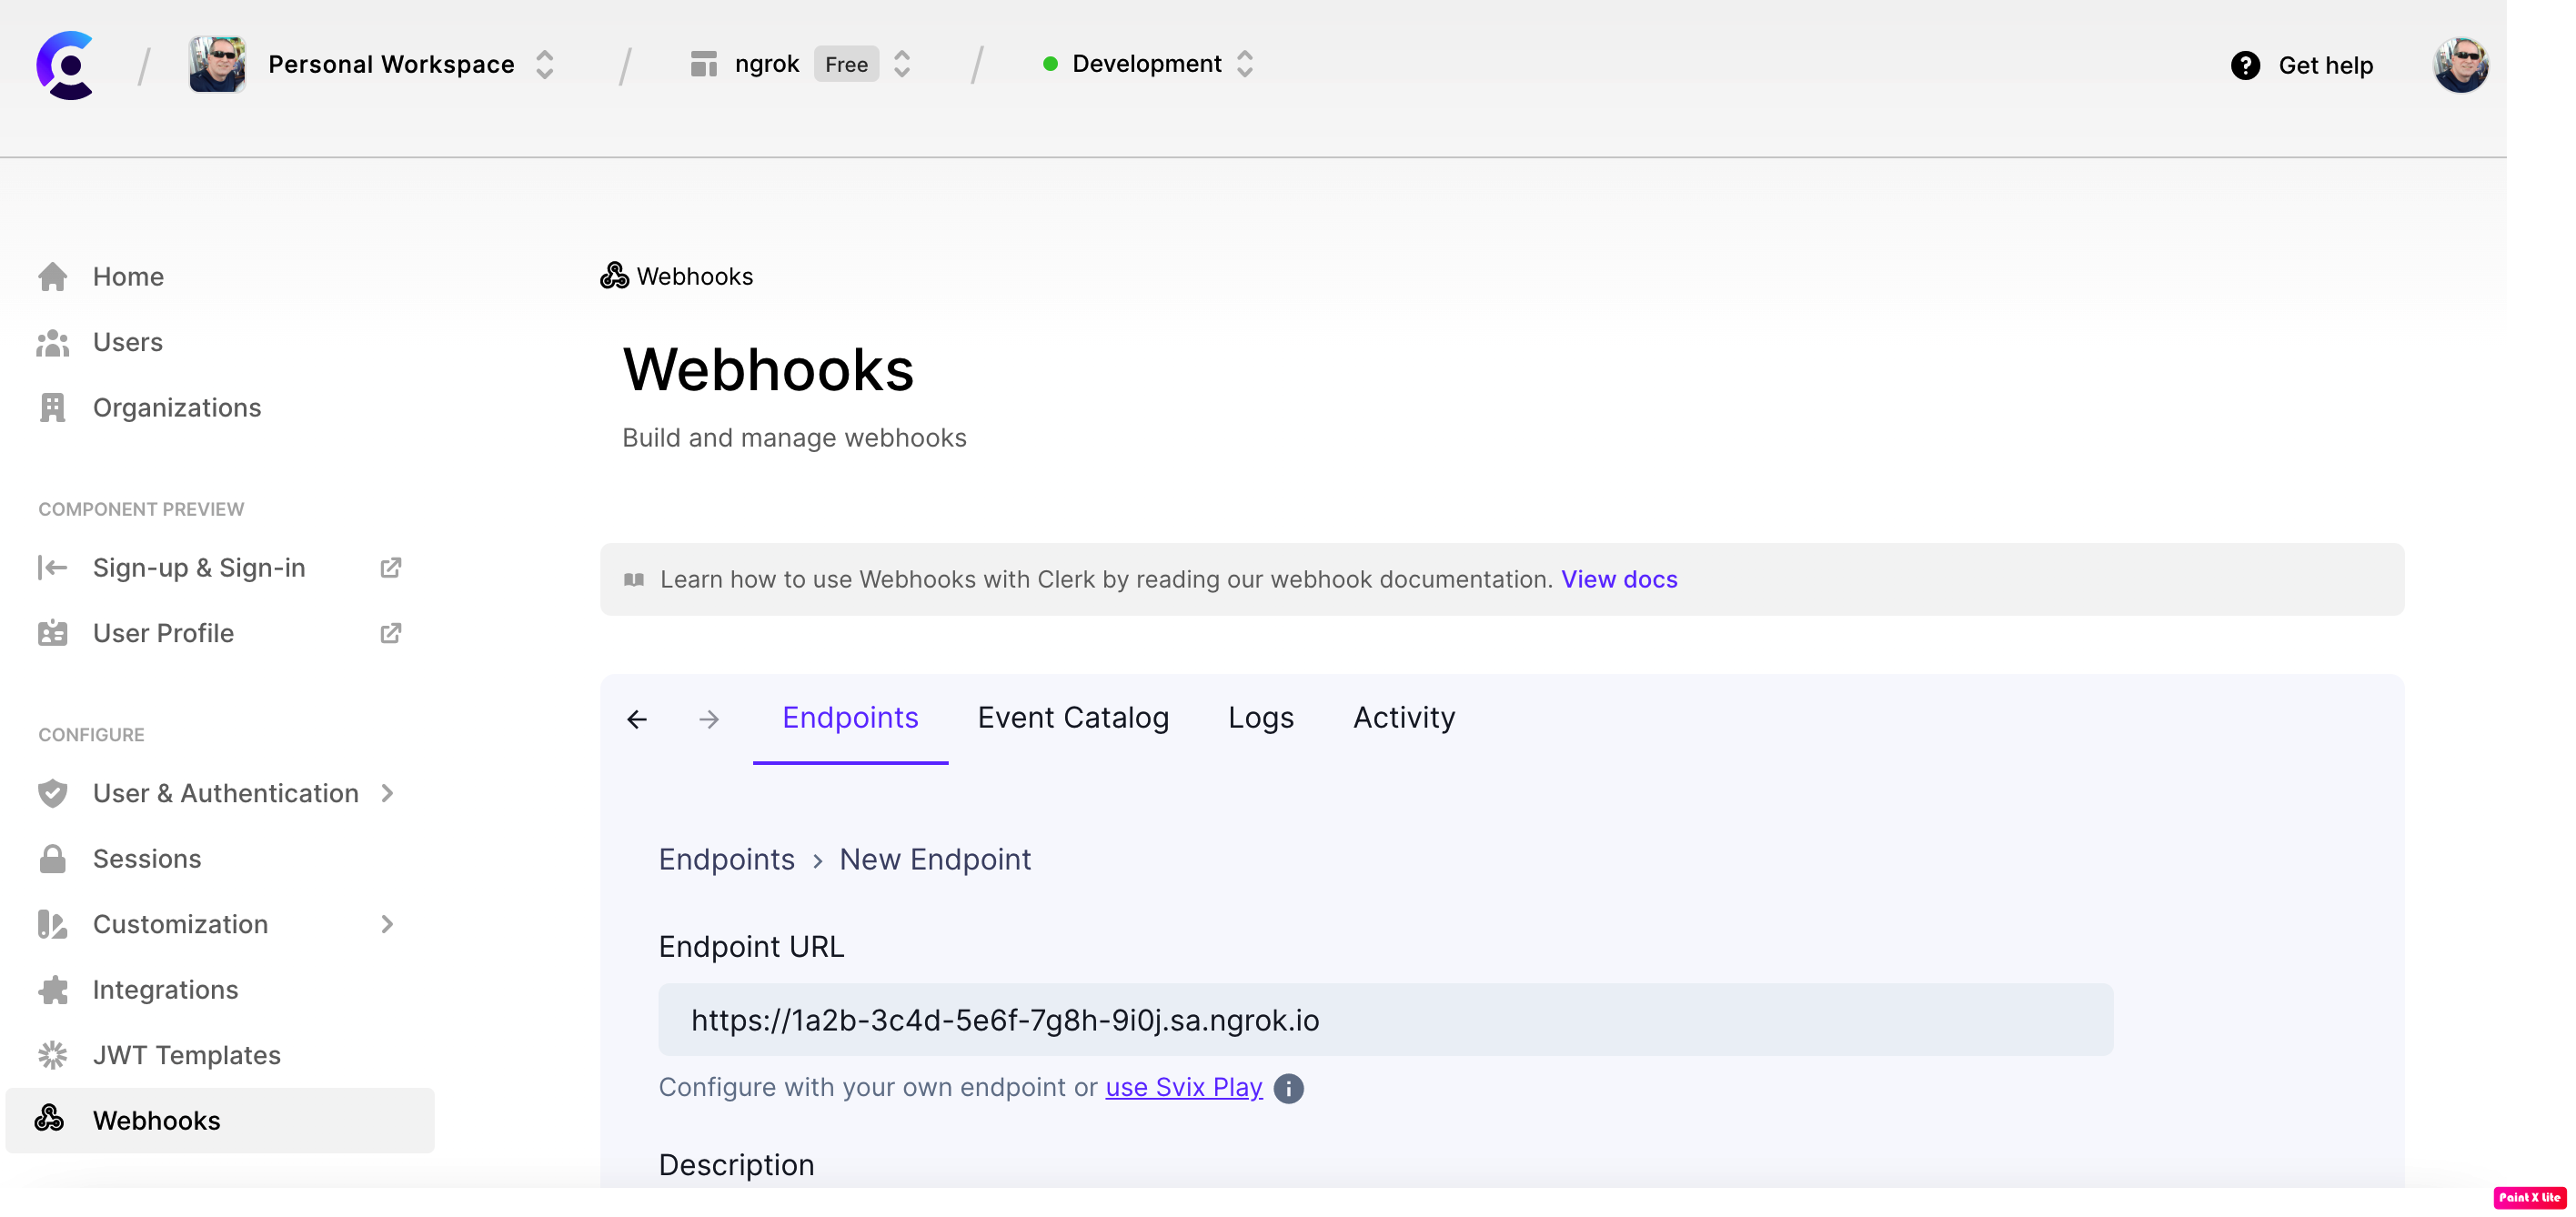 Personal Workspace
ngrok Free
Development
Get help
Home
Users
Organizations
COMPONENT PREVIEW
Sign-up & Sign-in
User Profile
CONFIGURE
User & Authentication
Sessions
Customization
Integrations
JWT Templates
Webhooks
Webhooks
Webhooks
Build and manage webhooks
Learn how to use Webhooks with Clerk by reading our webhook documentation. View docs
Endpoints Event Catalog Logs Activity
Endpoints > New Endpoint
Endpoint URL
https://1a2b-3c4d-5e6f-7g8h-9i0j.sa.ngrok.io
Configure with your own endpoint or use Svix Play
Description
Paint X Lite